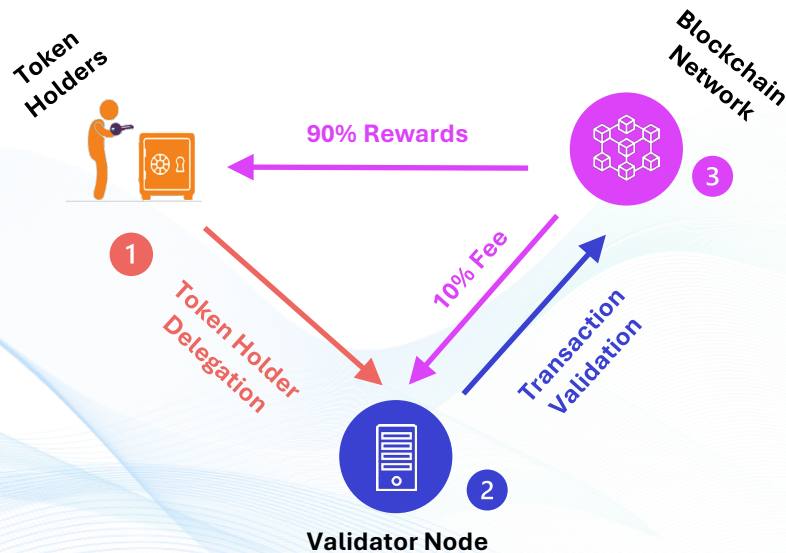 Token
Holders
Blockchain
Network
90% Rewards
3
1
10% Fee
Token Holder
Delegation
Transaction
Validation
2
Validator Node